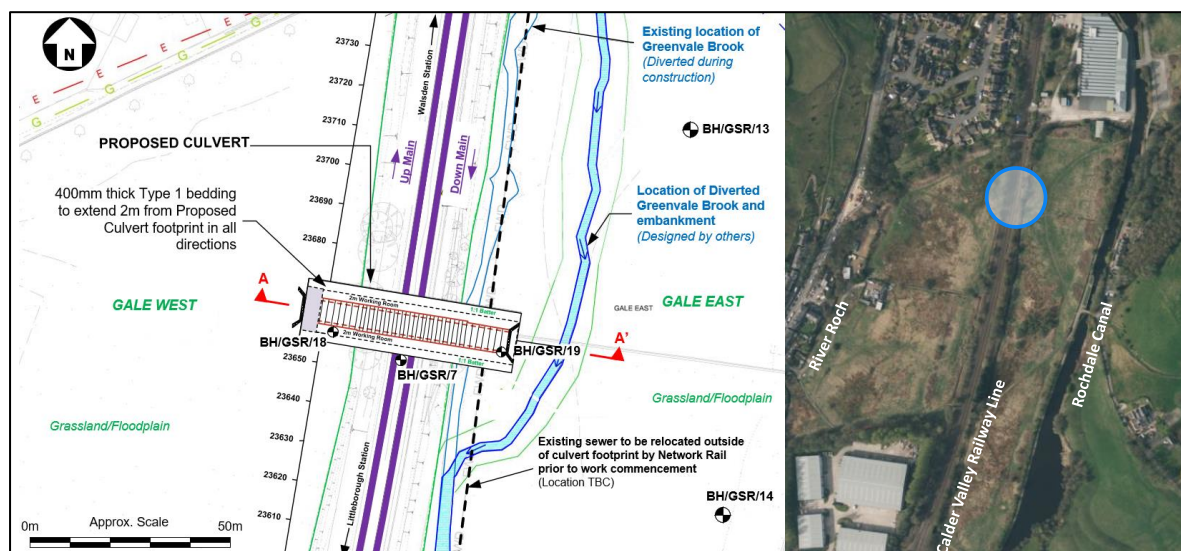 N
E
E
E
E
G
G
G
PROPOSED CULVERT
400mm thick Type 1 bedding
to extend 2m from Proposed
Culvert footprint in all
directions
23730
23720
23710
23700
23690
23680
23650
23640
23630
23620
23610
Walsden Station
Up Main
Down Main
Existing location of
Greenvale Brook
(Diverted during
construction)
BH/GSR/13
Location of Diverted
Greenvale Brook and
embankment
(Designed by others)
A
GALE WEST
2m Working Room
1:1 Batter
GALE EAST
GALE EAST
2m Working Room
1:1 Batter
A'
BH/GSR/18
BH/GSR/19
BH/GSR/7
Grassland/Floodplain
Grassland/Floodplain
Existing sewer to be relocated outside
of culvert footprint by Network Rail
prior to work commencement
(Location TBC)
Littleborough Station
BH/GSR/14
0m
Approx. Scale
50m
River Roch
Calder Valley Railway Line
Rochdale Canal